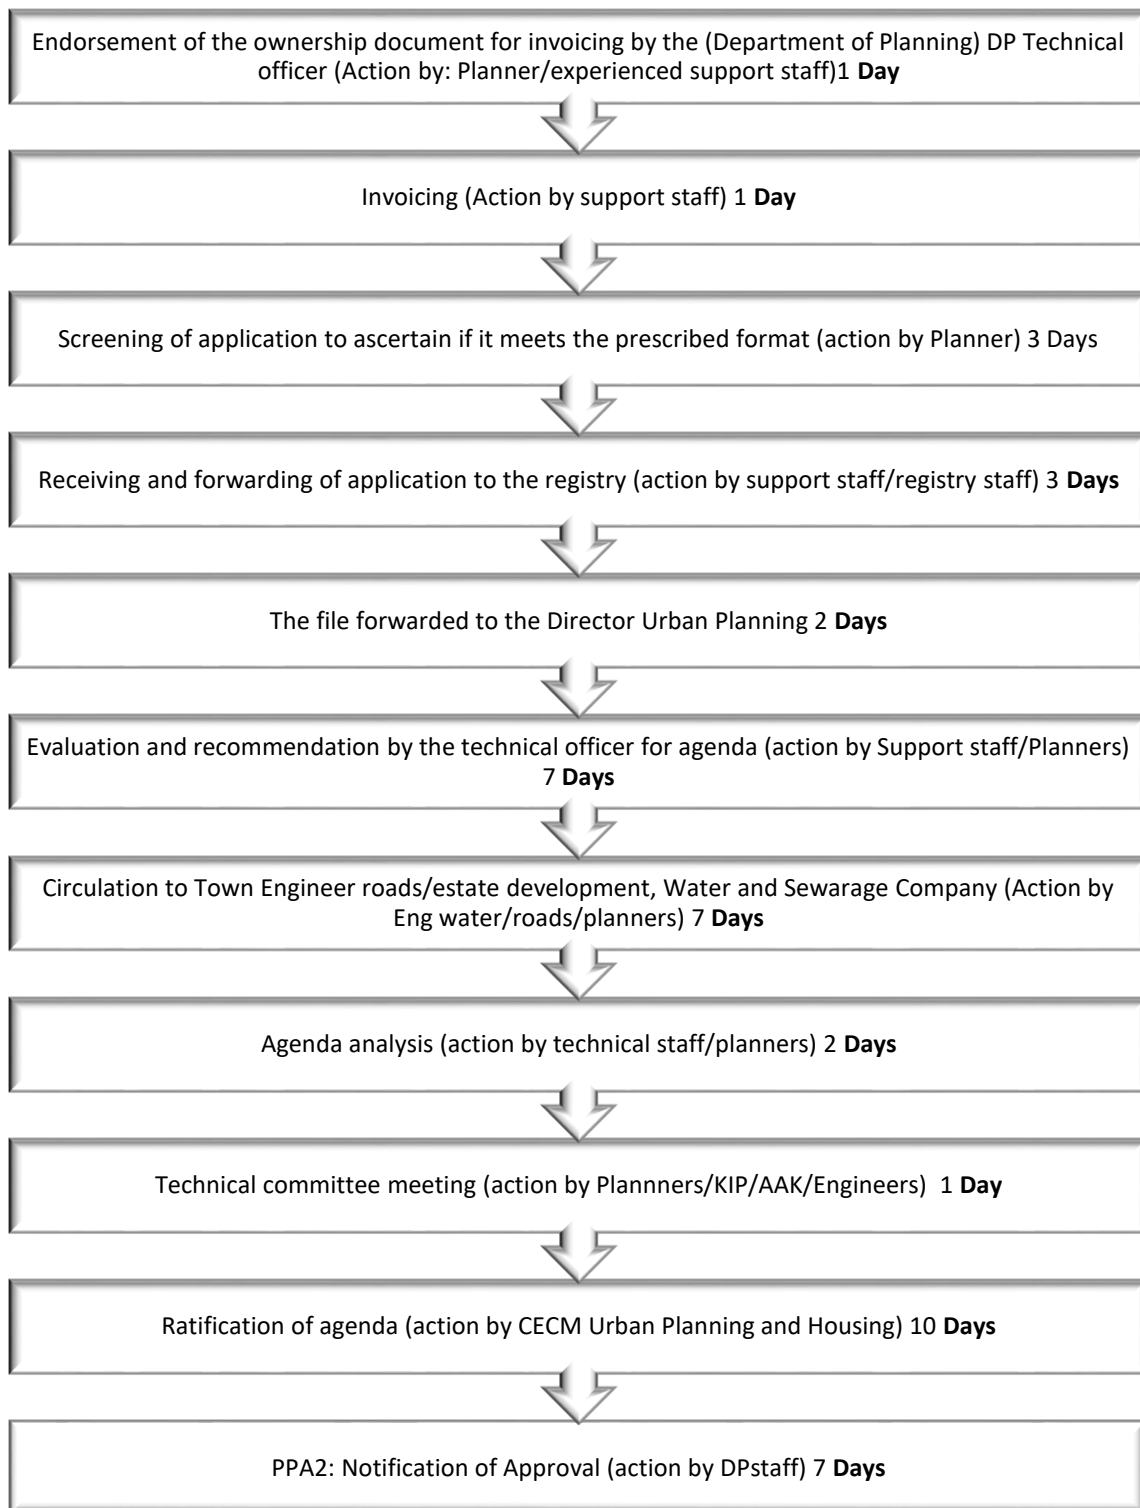 Endorsement of the ownership document for invoicing by the (Department of Planning) DP Technical
officer (Action by: Planner/experienced support staff)1 Day
Invoicing (Action by support staff) 1 Day
Screening of application to ascertain if it meets the prescribed format (action by Planner) 3 Days
Receiving and forwarding of application to the registry (action by support staff/registry staff) 3 Days
The file forwarded to the Director Urban Planning 2 Days
Evaluation and recommendation by the technical officer for agenda (action by Support staff/Planners)
7 Days
Circulation to Town Engineer roads/estate development, Water and Sewarage Company (Action by
Eng water/roads/planners) 7 Days
Agenda analysis (action by technical staff/planners) 2 Days
Technical committee meeting (action by Plannners/KIP/AAK/Engineers)  1 Day
Ratification of agenda (action by CECM Urban Planning and Housing) 10 Days
PPA2: Notification of Approval (action by DPstaff) 7 Days